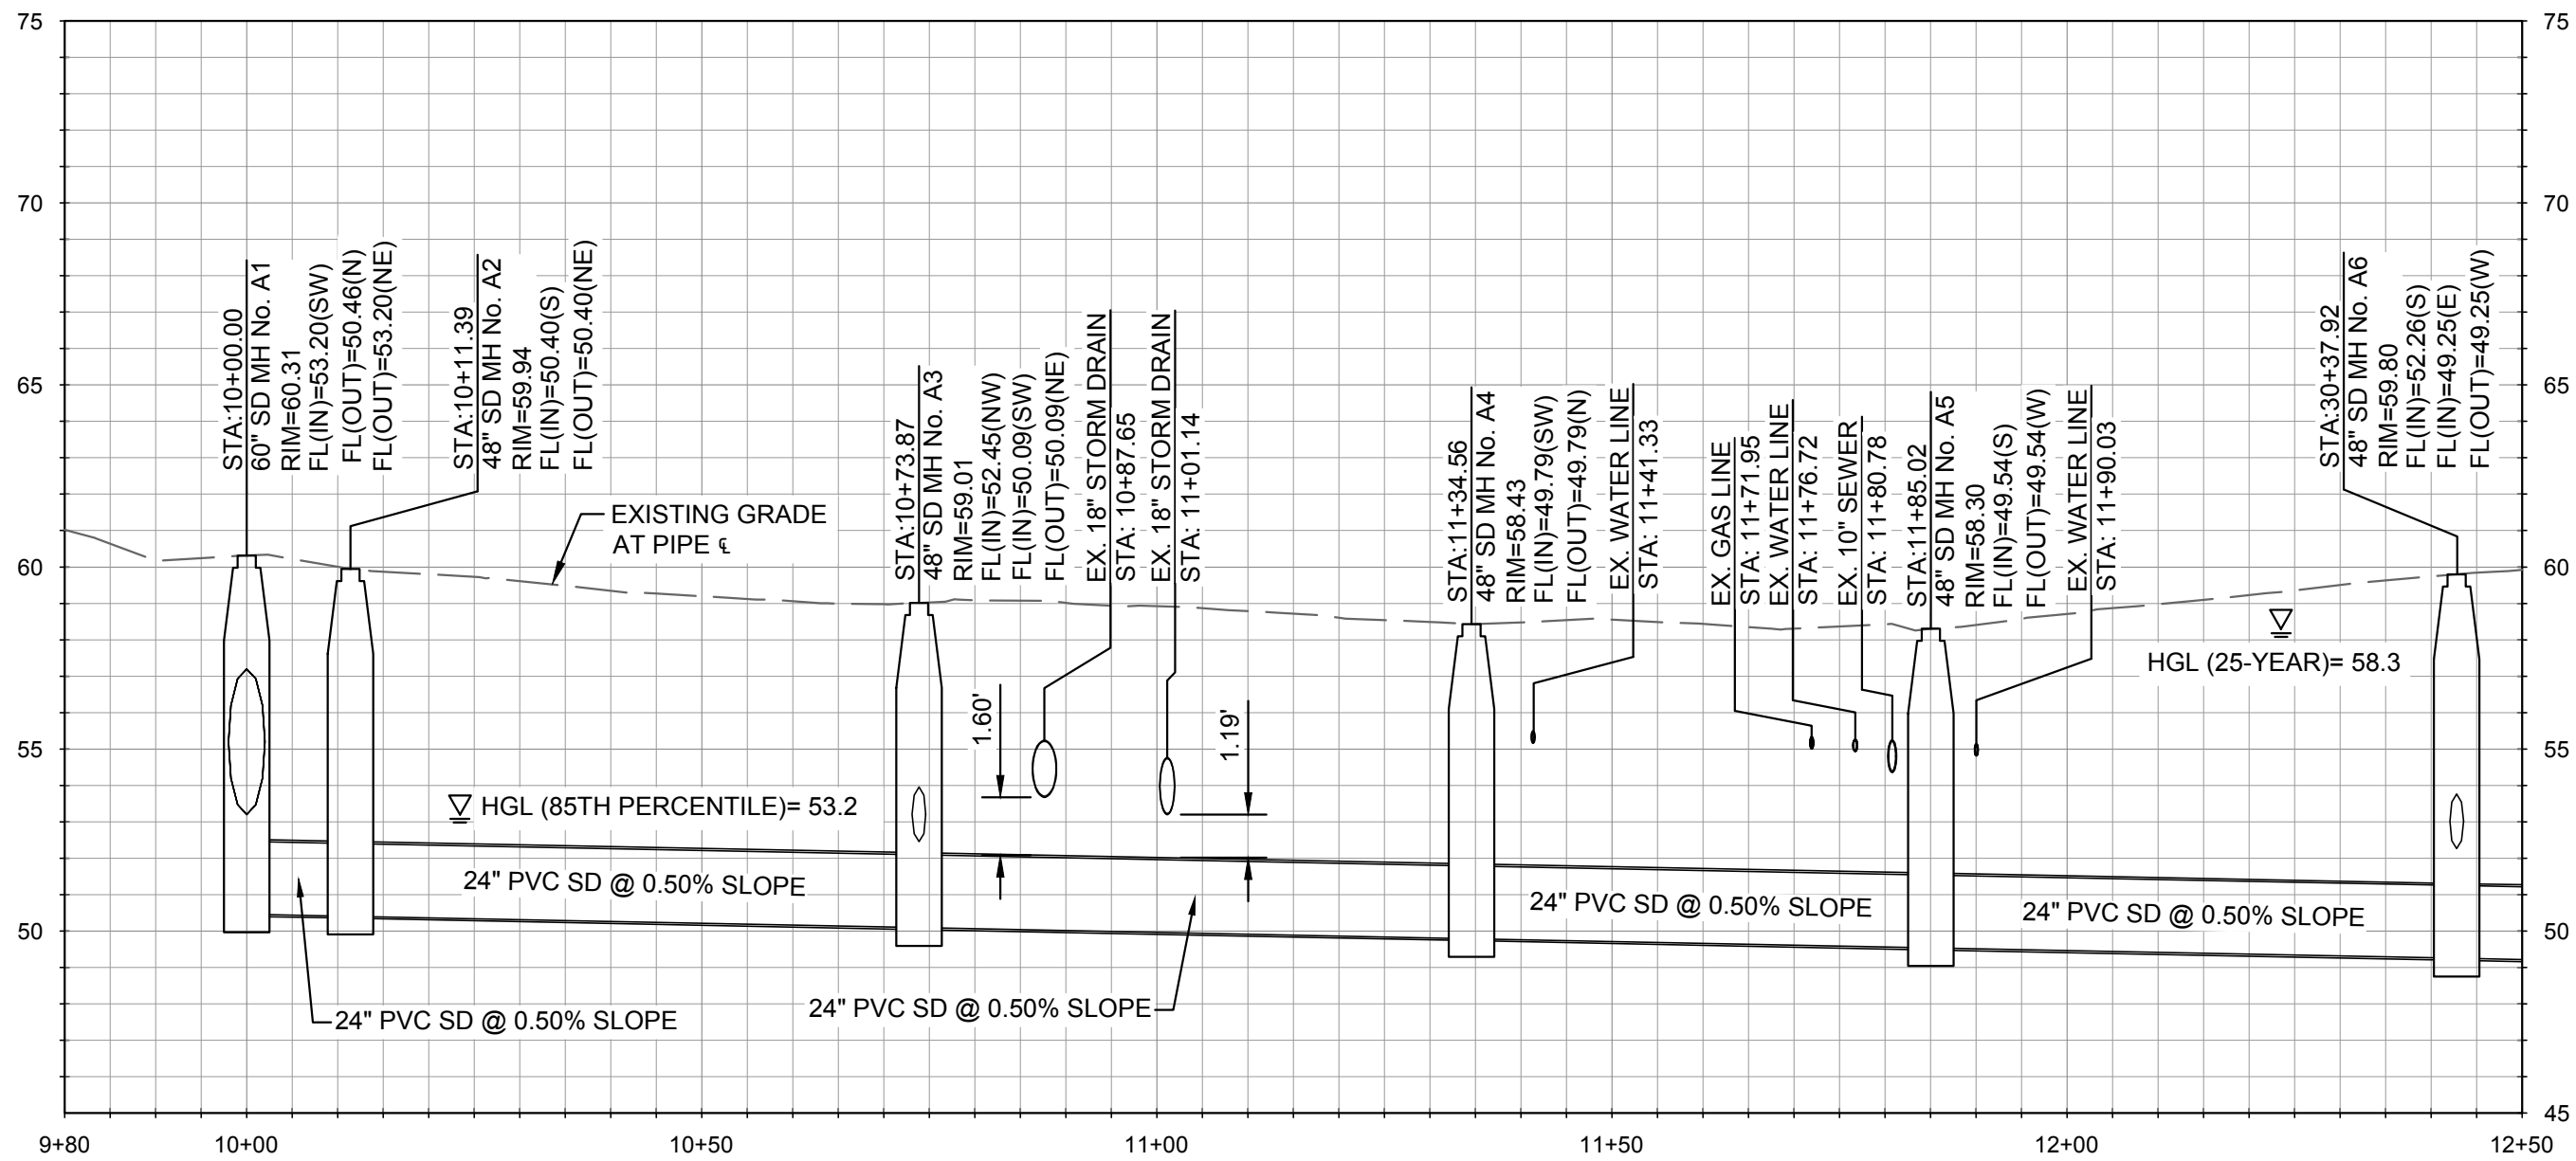 75
75
70
70
65
65
60
60
55
55
50
50
45
45
STA:10+00.00
60" SD MH No. A1
RIM=60.31
FL(IN)=53.20(SW)
FL(OUT)=50.46(N)
FL(OUT)=53.20(NE)
STA:10+11.39
48" SD MH No. A2
RIM=59.94
FL(IN)=50.40(S)
FL(OUT)=50.40(NE)
EXISTING GRADE
AT PIPE ℄
STA:10+73.87
48" SD MH No. A3
RIM=59.01
FL(IN)=52.45(NW)
FL(IN)=50.09(SW)
FL(OUT)=50.09(NE)
EX. 18" STORM DRAIN
STA: 10+87.65
EX. 18" STORM DRAIN
STA: 11+01.14
STA:11+34.56
48" SD MH No. A4
RIM=58.43
FL(IN)=49.79(SW)
FL(OUT)=49.79(N)
EX. WATER LINE
STA: 11+41.33
EX. GAS LINE
STA: 11+71.95
EX. WATER LINE
STA: 11+76.72
EX. 10" SEWER
STA: 11+80.78
STA:11+85.02
48" SD MH No. A5
RIM=58.30
FL(IN)=49.54(S)
FL(OUT)=49.54(W)
EX. WATER LINE
STA: 11+90.03
STA:30+37.92
48" SD MH No. A6
RIM=59.80
FL(IN)=52.26(S)
FL(IN)=49.25(E)
FL(OUT)=49.25(W)
HGL (25-YEAR)= 58.3
1.60'
1.19'
HGL (85TH PERCENTILE)= 53.2
24" PVC SD @ 0.50% SLOPE
24" PVC SD @ 0.50% SLOPE
24" PVC SD @ 0.50% SLOPE
24" PVC SD @ 0.50% SLOPE
24" PVC SD @ 0.50% SLOPE
9+80
10+00
10+50
11+00
11+50
12+00
12+50